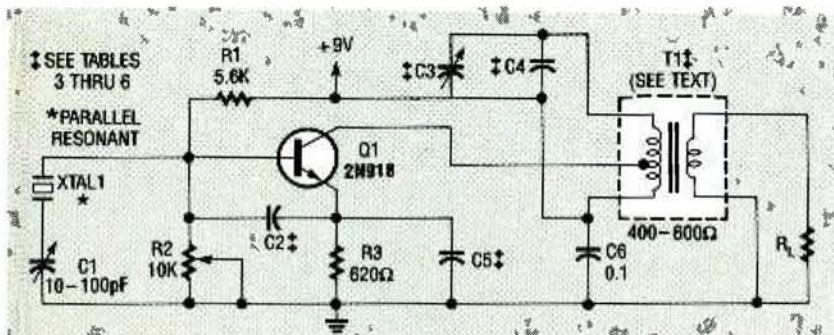 ‡SEE TABLES
3 THRU 6
*PARALLEL
RESONANT
R1
5.6K
+9V
‡C3
‡C4
T1‡
(SEE TEXT)
Q1
2N918
XTAL1
*
C1
10-100pF
R2
10K
C2‡
R3
620Ω
C5‡
C6
0.1
400-600Ω
RL